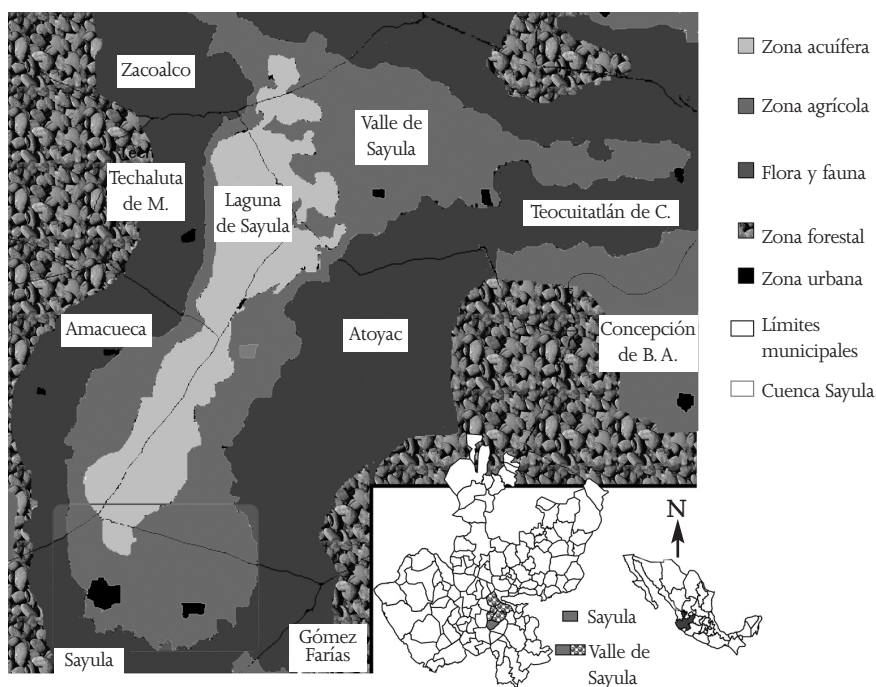 Zacoalco
Valle de
Sayula
Tech
Techaluta
de M.
Laguna
de Sayula
Teocuitatlán de C.
Amacueca
Atoyac
Concepción
de B. A.
Sayula
Gómez
Farías
Zona acuífera
Zona agrícola
Flora y fauna
Zona forestal
Zona urbana
Límites
municipales
Cuenca Sayula
N
Sayula
Valle de
Sayula